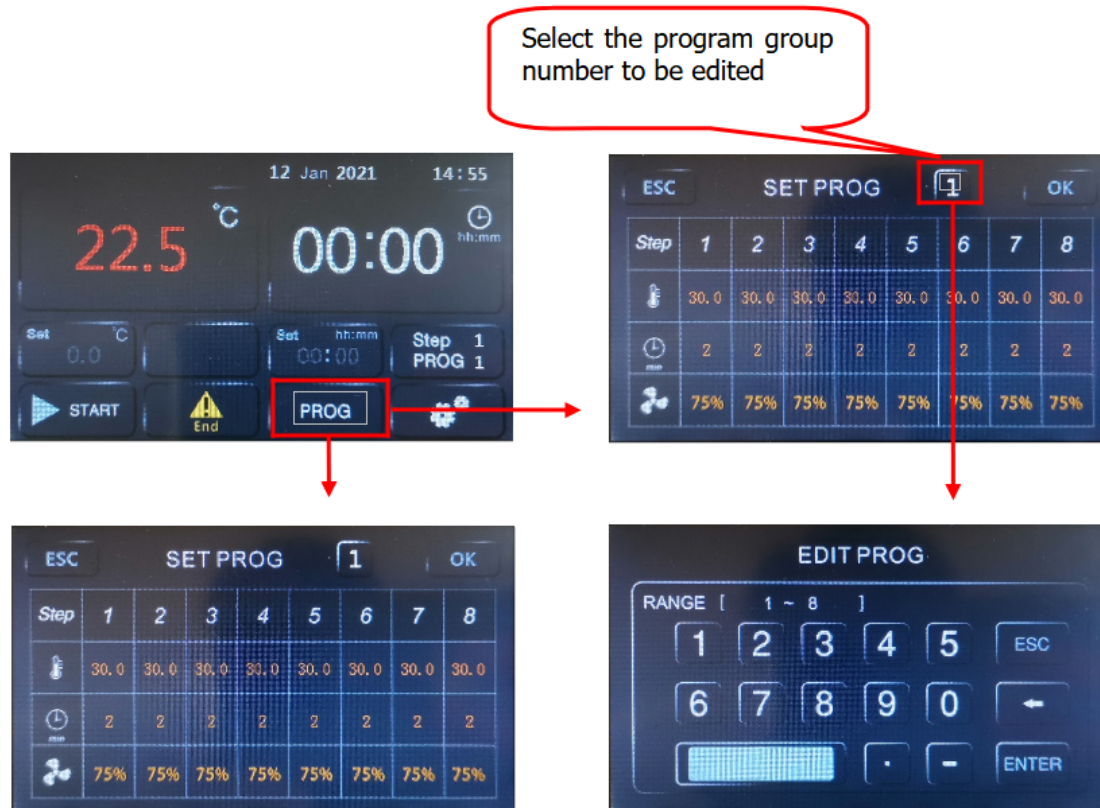 Select the program group
number to be edited
12 Jan 2021 14:55
22.5 °C 00:00 hh:mm
Set °C
0.0
Set hh:mm
00:00
Step 1
PROG 1
START
End
PROG
ESC SET PROG 1 OK
Step 1 2 3 4 5 6 7 8
30.0 30.0 30.0 30.0 30.0 30.0 30.0 30.0
min 2 2 2 2 2 2 2 2
75% 75% 75% 75% 75% 75% 75% 75%
ESC SET PROG 1 OK
Step 1 2 3 4 5 6 7 8
30.0 30.0 30.0 30.0 30.0 30.0 30.0 30.0
min 2 2 2 2 2 2 2 2
75% 75% 75% 75% 75% 75% 75% 75%
EDIT PROG
RANGE [ 1 ~ 8 ]
1 2 3 4 5 ESC
6 7 8 9 0 ←
. - ENTER